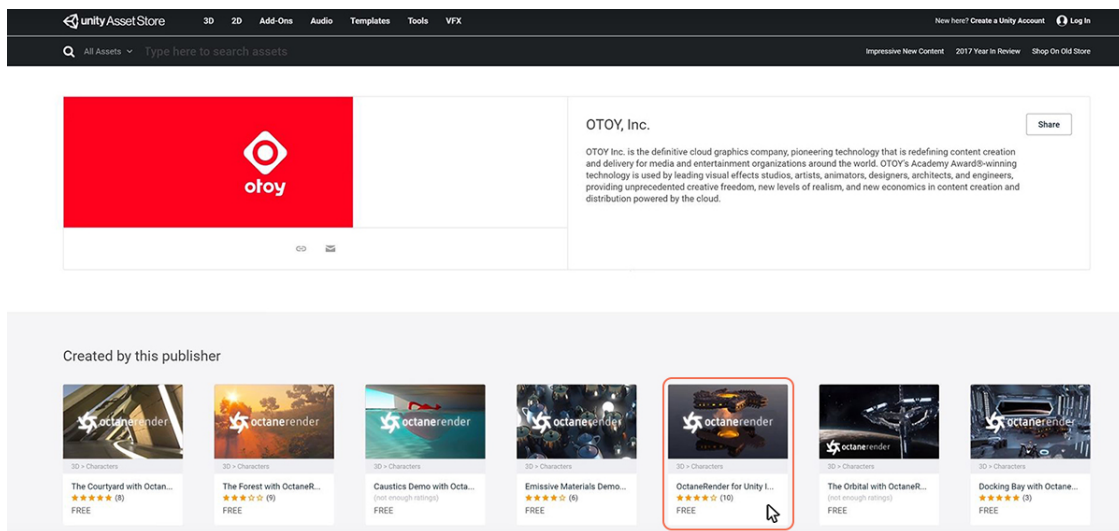 unity Asset Store 3D 2D Add-Ons Audio Templates Tools VFX New here? Create a Unity Account Log In
All Assets Type here to search assets Impressive New Content 2017 Year In Review Shop On Old Store
otoy
OTOY, Inc. Share
OTOY Inc. is the definitive cloud graphics company, pioneering technology that is redefining content creation
and delivery for media and entertainment organizations around the world. OTOY's Academy Award®-winning
technology is used by leading visual effects studios, artists, animators, designers, architects, and engineers,
providing unprecedented creative freedom, new levels of realism, and new economics in content creation and
distribution powered by the cloud.
Created by this publisher
octanerender octanerender octanerender octanerender octanerender octanerender octanerender
3D > Characters 3D > Characters 3D > Characters 3D > Characters 3D > Characters 3D > Characters 3D > Characters
The Courtyard with Octan... The Forest with OctaneR... Caustics Demo with Octa... Emissive Materials Demo... OctaneRender for Unity I... The Orbital with OctaneR... Docking Bay with Octane...
(8) (9) (not enough ratings) (6) (10) (not enough ratings) (3)
FREE FREE FREE FREE FREE FREE FREE